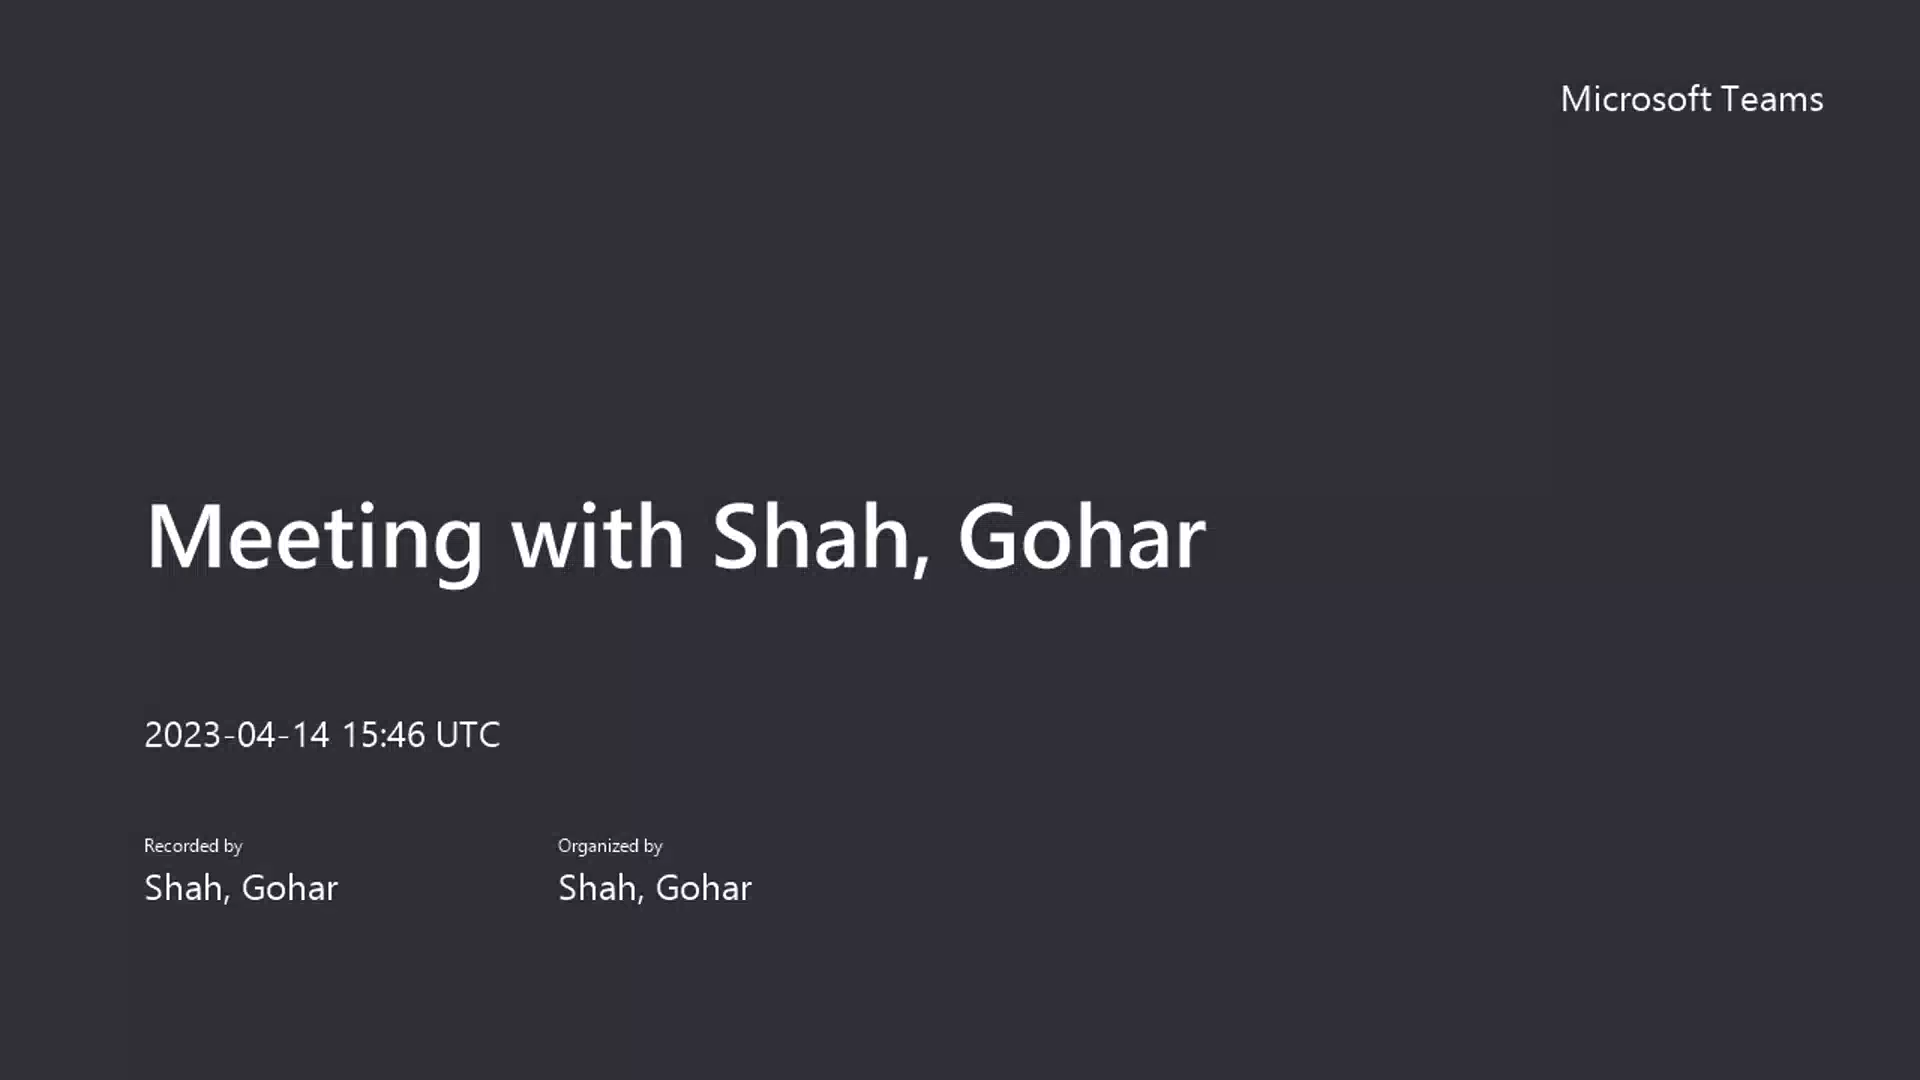 Microsoft Teams
Meeting with Shah, Gohar
2023-04-14 15:46 UTC
Recorded by
Shah, Gohar
Organized by
Shah, Gohar